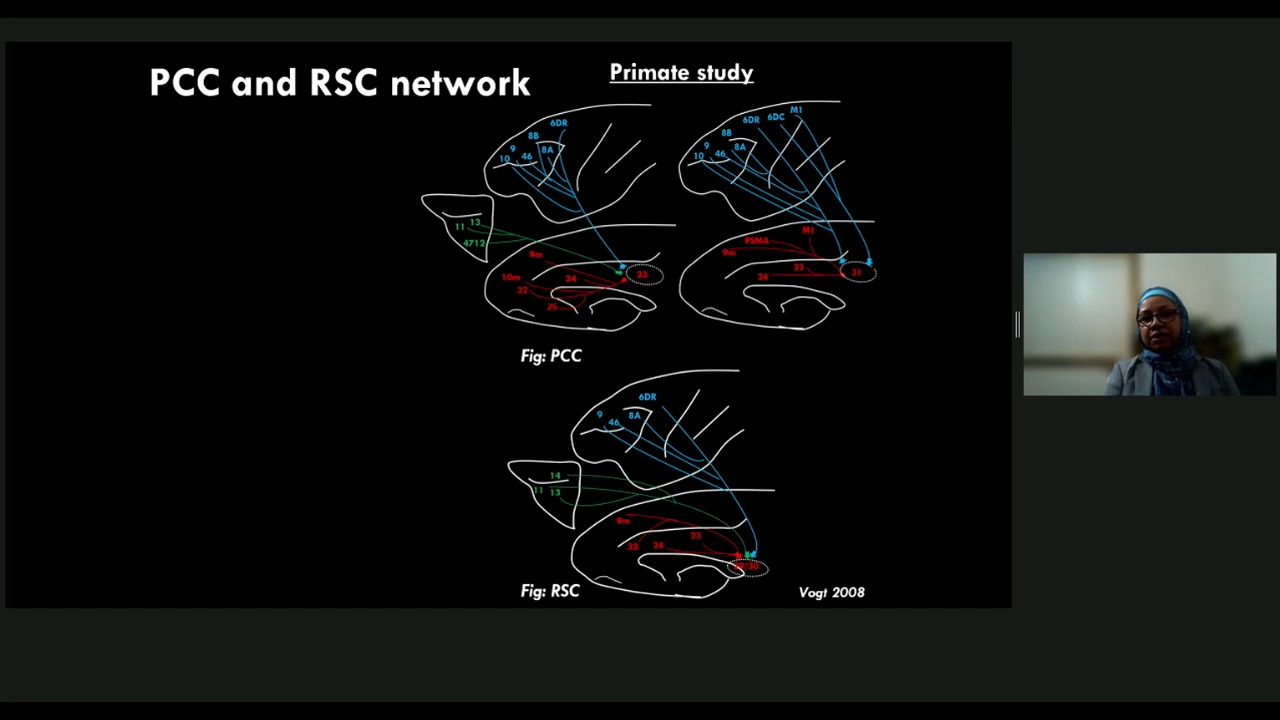 PCC and RSC network
Primate study
6DR
8B
9
46
8A
10
11
13
4712
9m
10m
24
23
32
25
M1
6DR
6DC
8B
9
46
8A
10
M1
PSMA
9m
23
24
31
Fig: PCC
6DR
9
46
8A
14
11
13
9m
23
32
24
Fig: RSC
Vogt 2008